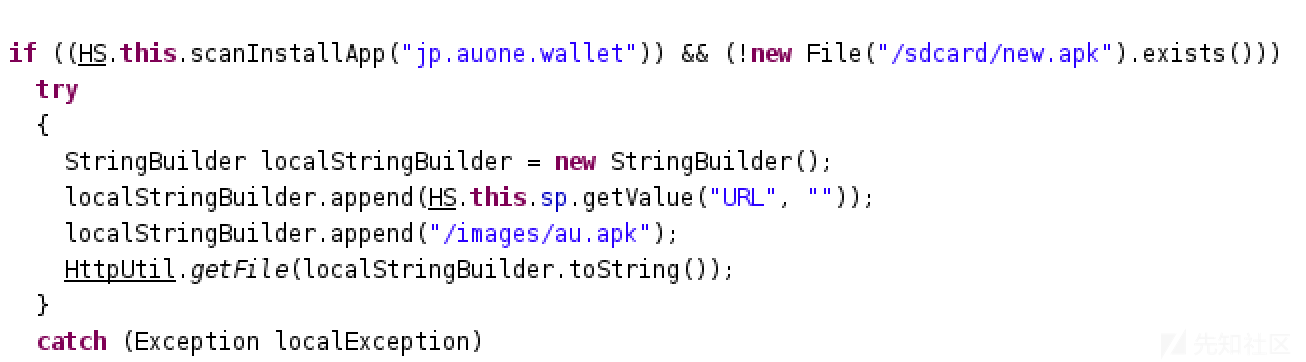 if ((HS.this.scanInstallApp("jp.auone.wallet")) && (!new File("/sdcard/new.apk").exists()))
try
{
StringBuilder localStringBuilder = new StringBuilder();
localStringBuilder.append(HS.this.sp.getValue("URL", ""));
localStringBuilder.append("/images/au.apk");
HttpUtil.getFile(localStringBuilder.toString());
}
catch (Exception localException)
先知社区